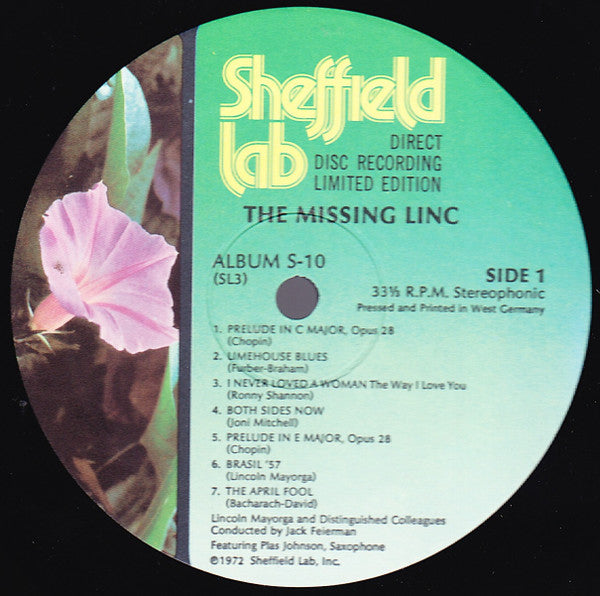 Sheffield
Lab
DIRECT
DISC RECORDING
LIMITED EDITION
THE MISSING LINC
ALBUM S-10
(SL3)
SIDE 1
33⅓ R.P.M. Stereophonic
Pressed and Printed in West Germany
1. PRELUDE IN C MAJOR, Opus 28
(Chopin)
2. LIMEHOUSE BLUES
(Furber-Braham)
3. I NEVER LOVED A WOMAN The Way I Love You
(Ronny Shannon)
4. BOTH SIDES NOW
(Joni Mitchell)
5. PRELUDE IN E MAJOR, Opus 28
(Chopin)
6. BRASIL '57
(Lincoln Mayorga)
7. THE APRIL FOOL
(Bacharach-David)
Lincoln Mayorga and Distinguished Colleagues
Conducted by Jack Feierman
Featuring Plas Johnson, Saxophone
©1972 Sheffield Lab, Inc.